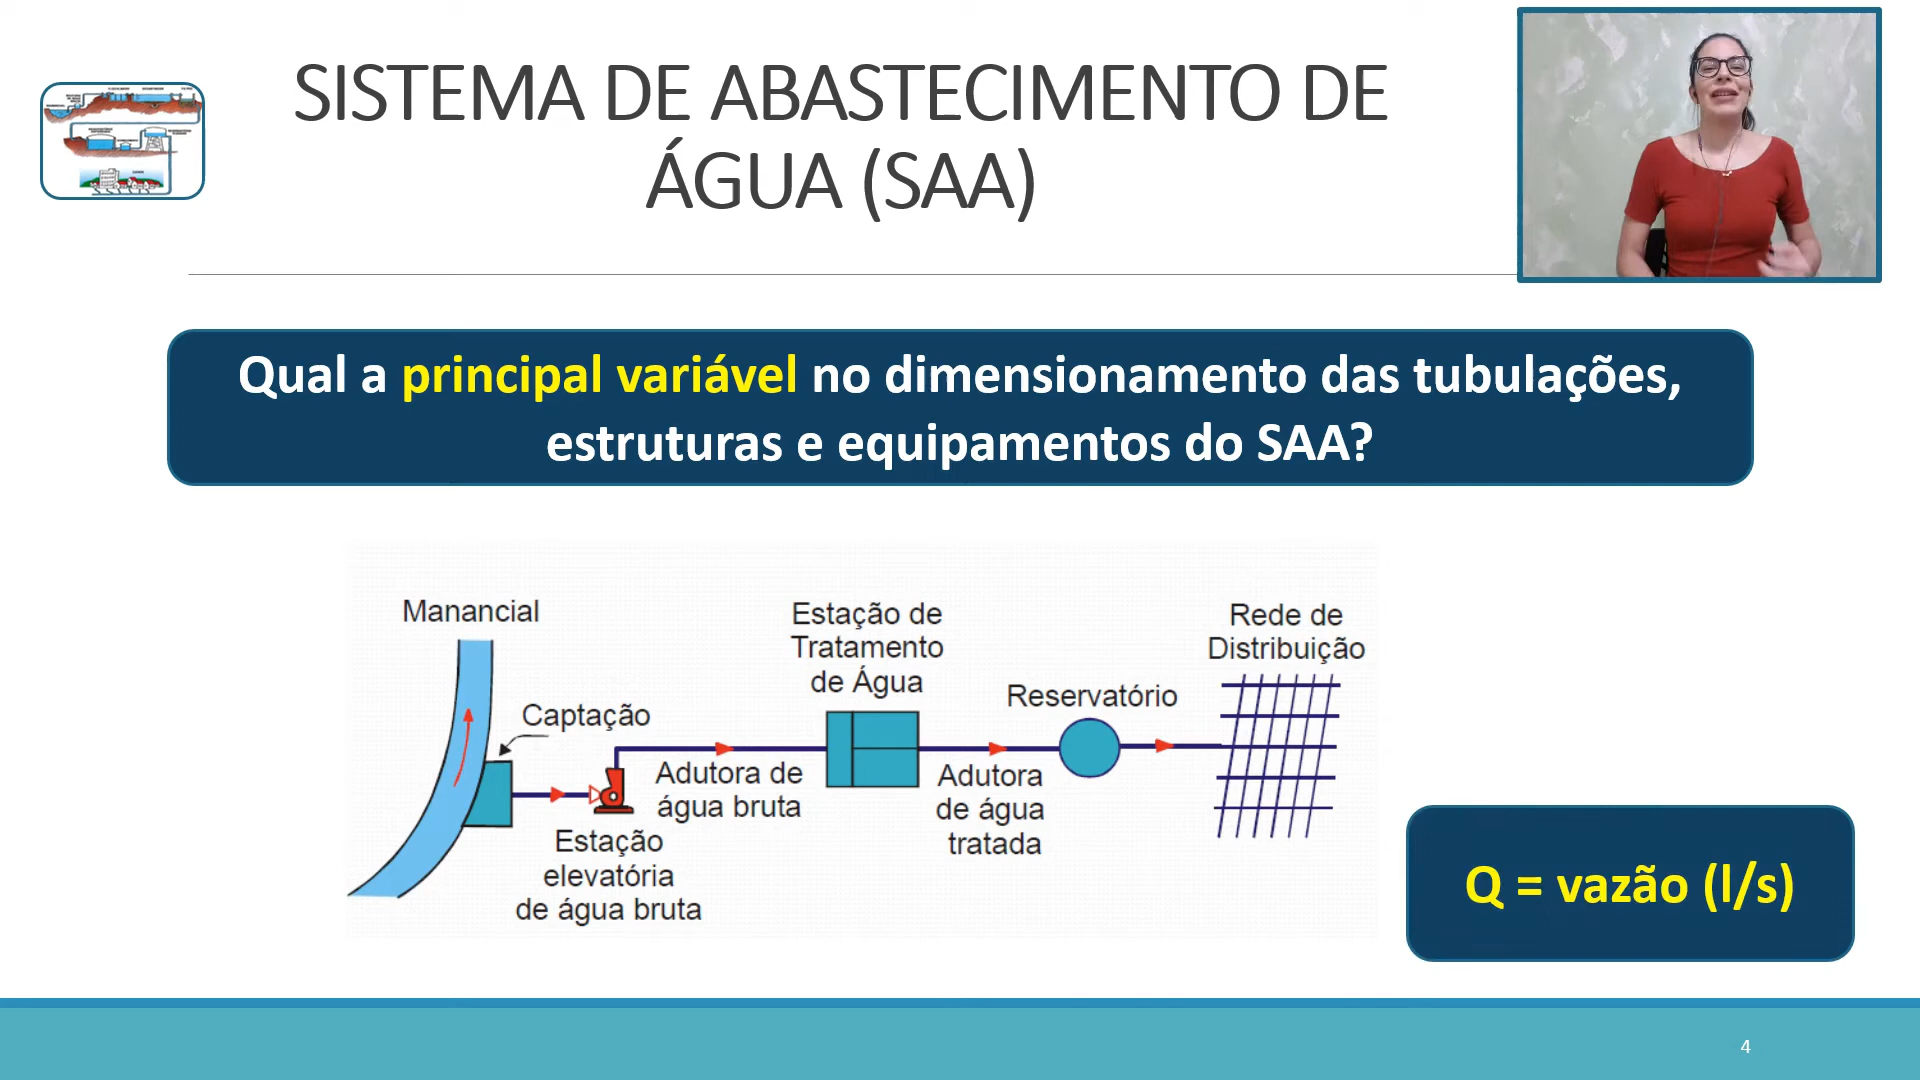 SISTEMA DE ABASTECIMENTO DE
ÁGUA (SAA)
Qual a principal variável no dimensionamento das tubulações,
estruturas e equipamentos do SAA?
Manancial
Captação
Estação
elevatória
de água bruta
Adutora de
água bruta
Estação de
Tratamento
de Água
Adutora
de água
tratada
Reservatório
Rede de
Distribuição
Q = vazão (l/s)
4